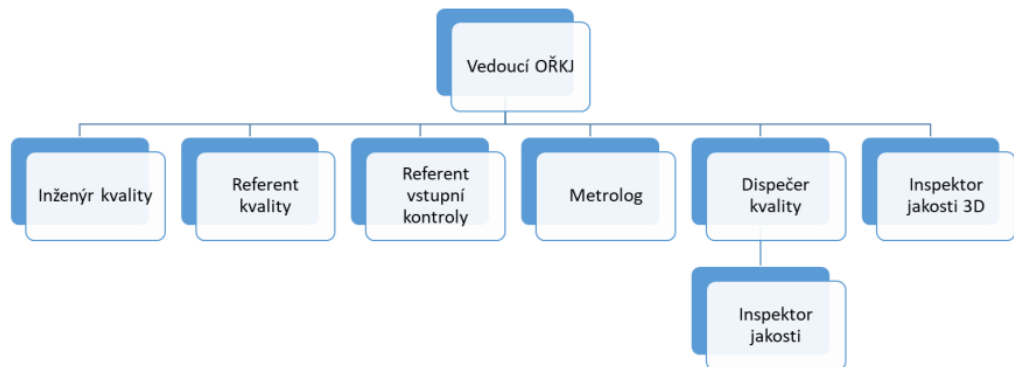 Vedoucí OŘKJ
Inženýr kvality
Referent
kvality
Referent
vstupní
kontroly
Metrolog
Dispečer
kvality
Inspektor
jakosti 3D
Inspektor
jakosti